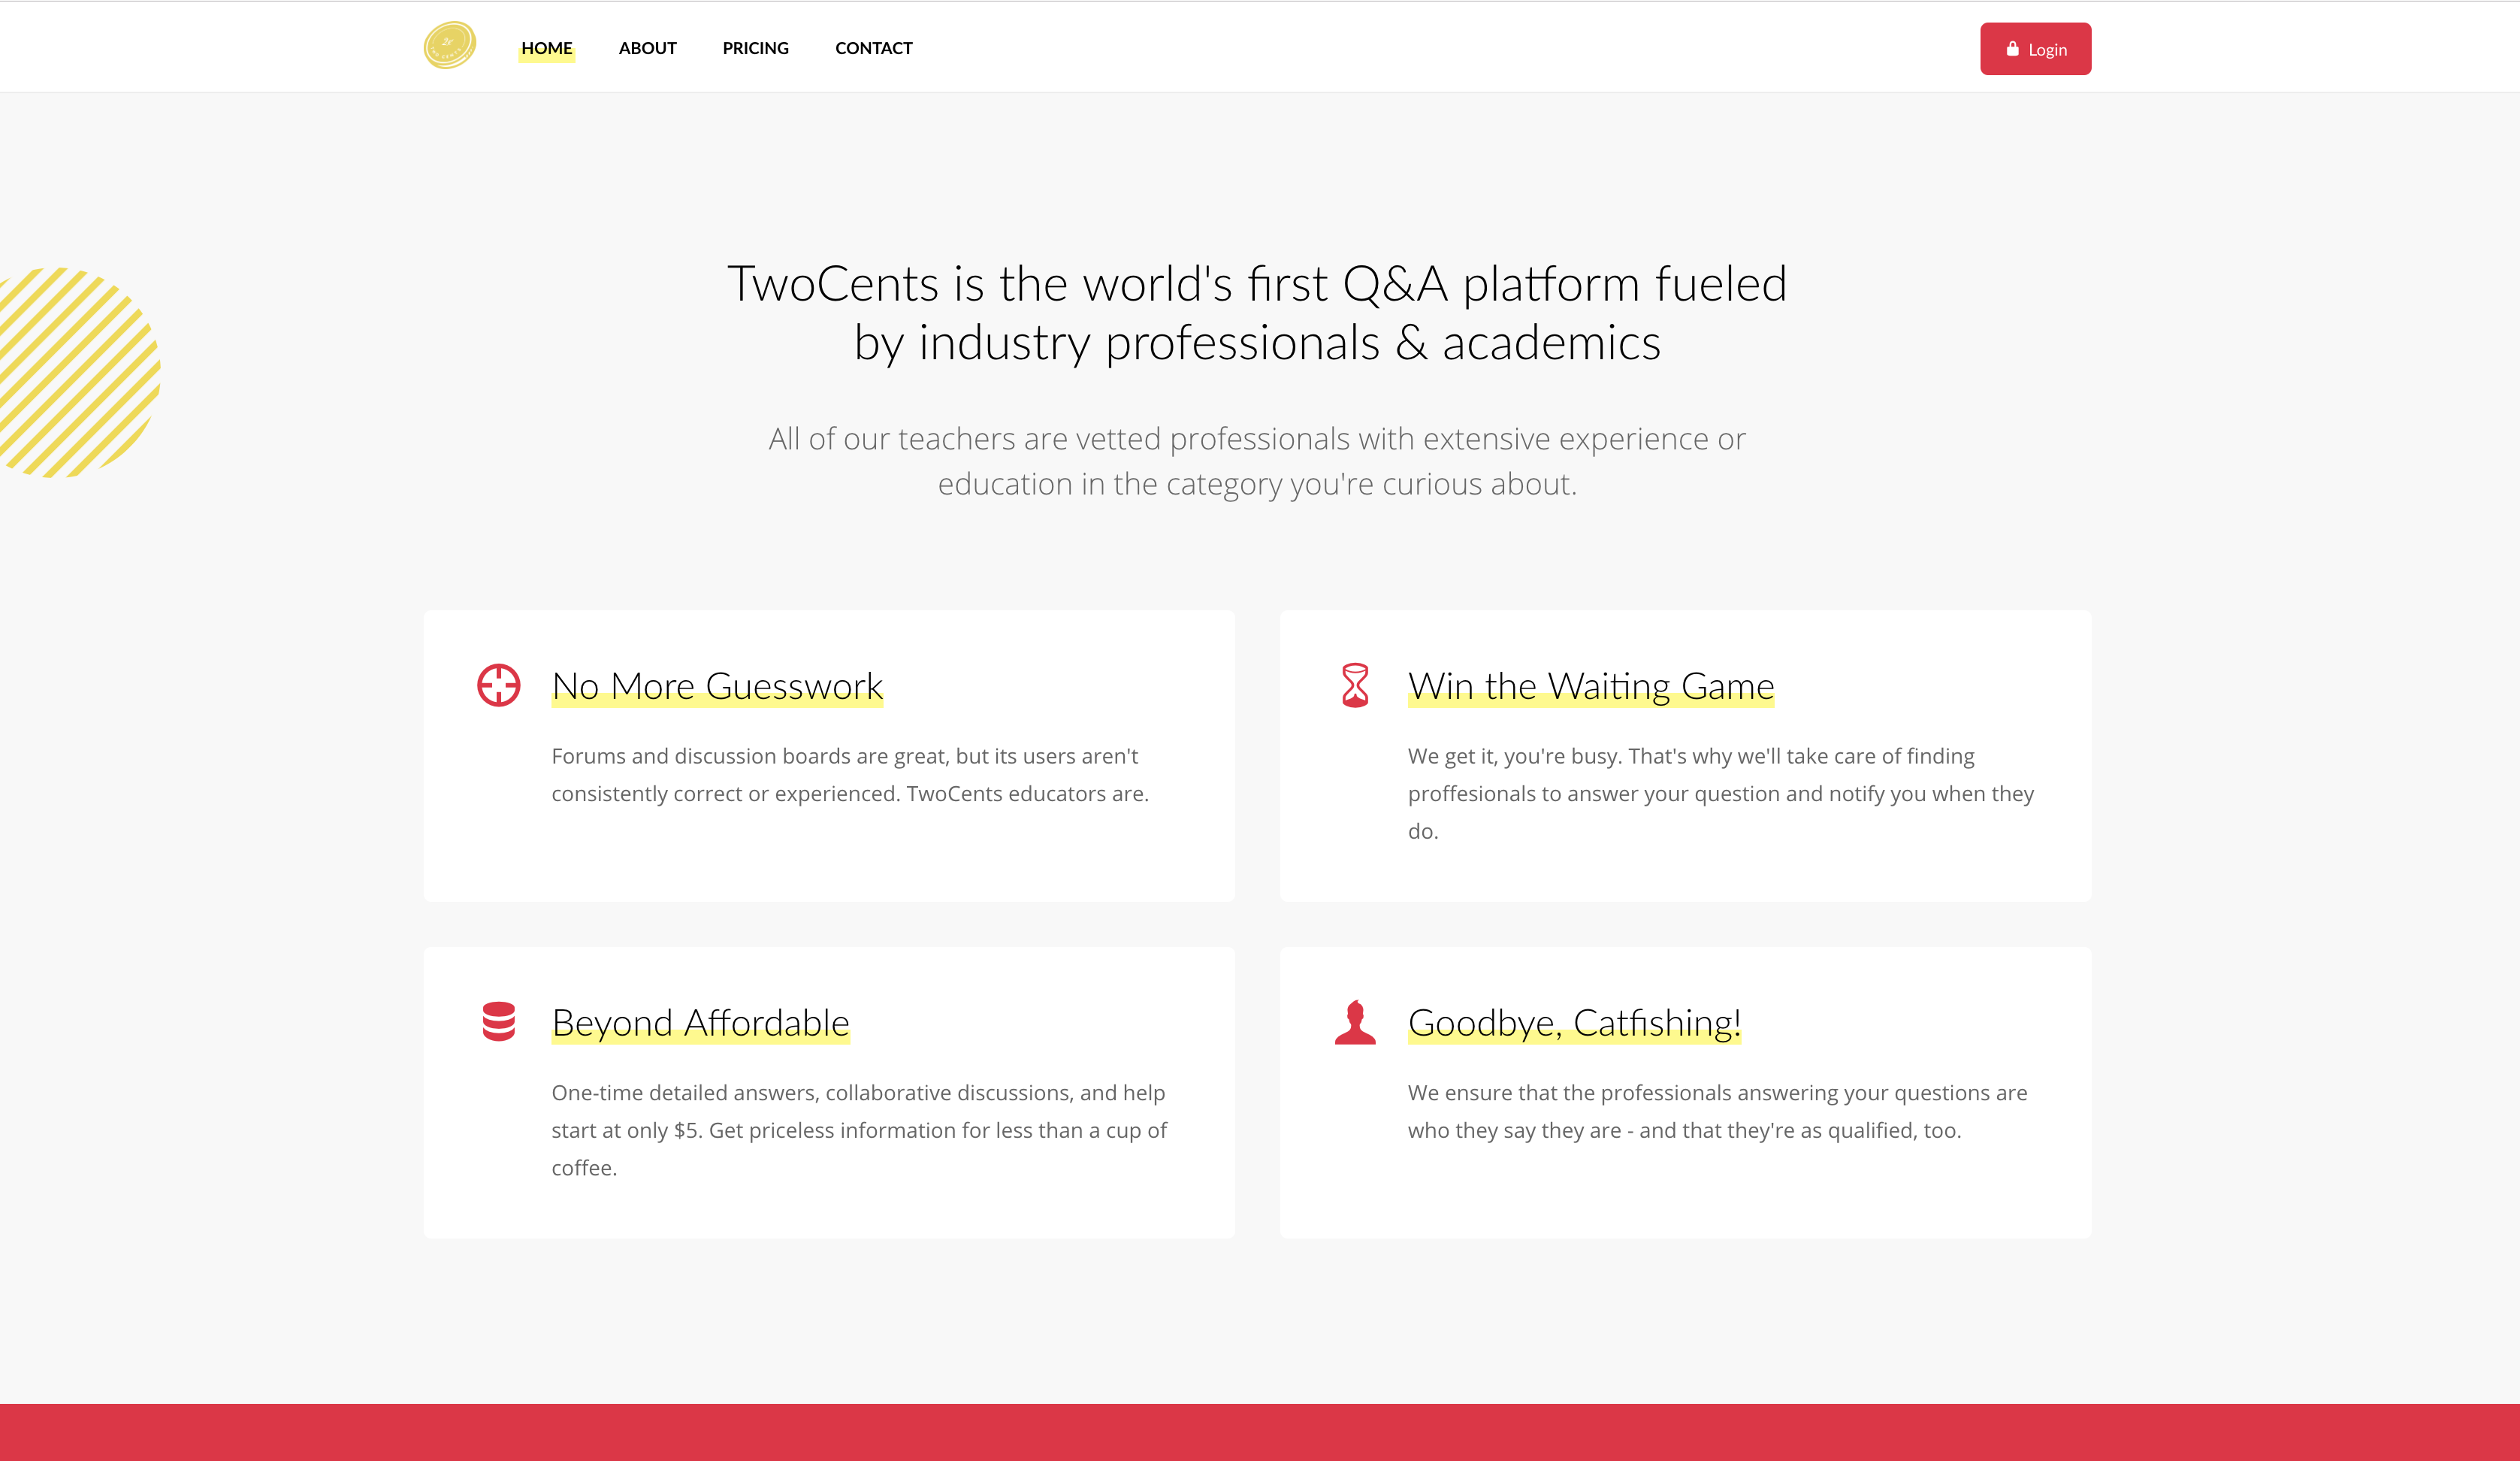 HOME
ABOUT
PRICING
CONTACT
Login
TwoCents is the world's first Q&A platform fueled
by industry professionals & academics
All of our teachers are vetted professionals with extensive experience or
education in the category you're curious about.
No More Guesswork
Forums and discussion boards are great, but its users aren't
consistently correct or experienced. TwoCents educators are.
Win the Waiting Game
We get it, you're busy. That's why we'll take care of finding
proffesionals to answer your question and notify you when they
do.
Beyond Affordable
One-time detailed answers, collaborative discussions, and help
start at only $5. Get priceless information for less than a cup of
coffee.
Goodbye, Catfishing!
We ensure that the professionals answering your questions are
who they say they are - and that they're as qualified, too.